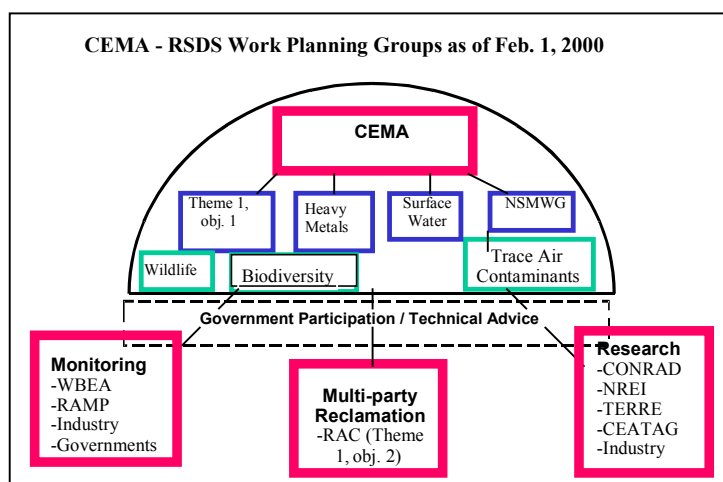 CEMA - RSDS Work Planning Groups as of Feb. 1, 2000
CEMA
Theme 1,
obj. 1
Heavy
Metals
Surface
Water
NSMWG
Wildlife
Biodiversity
Trace Air
Contaminants
Government Participation / Technical Advice
Monitoring
-WBEA
-RAMP
-Industry
-Governments
Multi-party
Reclamation
-RAC (Theme
1, obj. 2)
Research
-CONRAD
-NREI
-TERRE
-CEATAG
-Industry